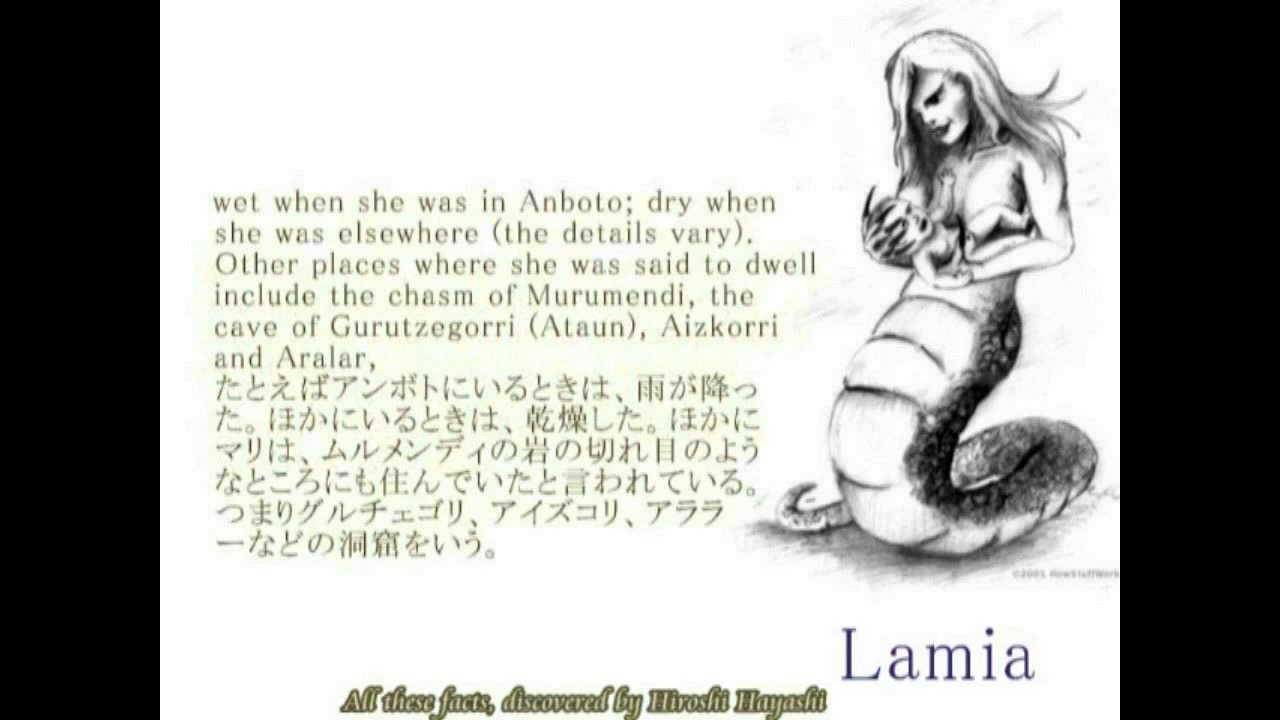 wet when she was in Anboto; dry when
she was elsewhere (the details vary).
Other places where she was said to dwell
include the chasm of Murumendi, the
cave of Gurutzegorri (Ataun), Aizkorri
and Aralar,
たとえばアンボトにいるときは、雨が降っ
た。ほかにいるときは、乾燥した。ほかに
マリは、ムルメンディの岩の切れ目のよう
なところにも住んでいたと言われている。
つまりグルチェゴリ、アイズコリ、アララ
ーなどの洞窟をいう。
©2001 HowStuffWork
Lamia
All these facts, discovered by Hiroshi Hayashi